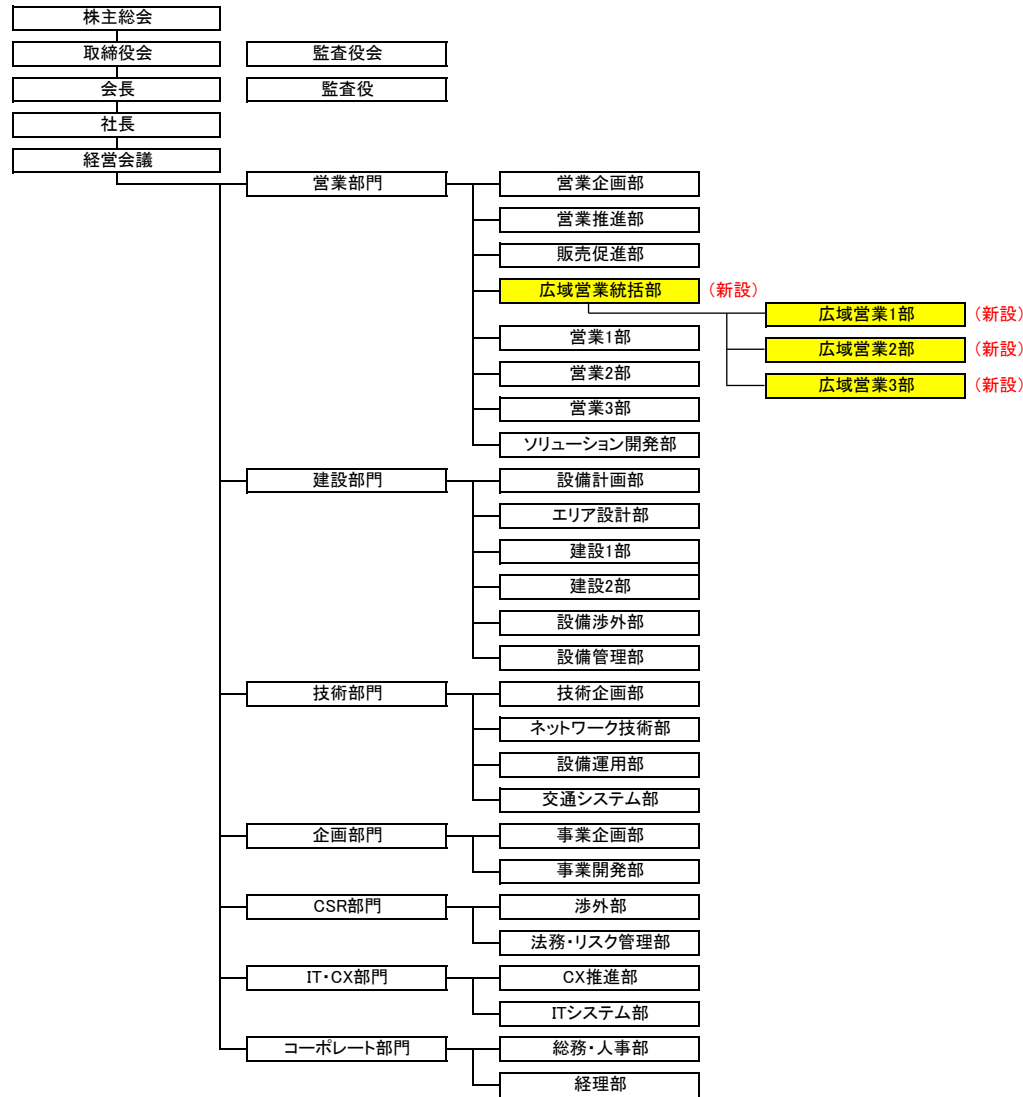 株主総会
取締役会 監査役会
会長 監査役
社長
経営会議
営業部門 営業企画部
営業推進部
販売促進部
広域営業統括部 (新設)
広域営業1部 (新設)
営業1部
広域営業2部 (新設)
営業2部
広域営業3部 (新設)
営業3部
ソリューション開発部
建設部門 設備計画部
エリア設計部
建設1部
建設2部
設備渉外部
設備管理部
技術部門 技術企画部
ネットワーク技術部
設備運用部
交通システム部
企画部門 事業企画部
事業開発部
CSR部門 渉外部
法務・リスク管理部
IT・CX部門 CX推進部
ITシステム部
コーポレート部門 総務・人事部
経理部